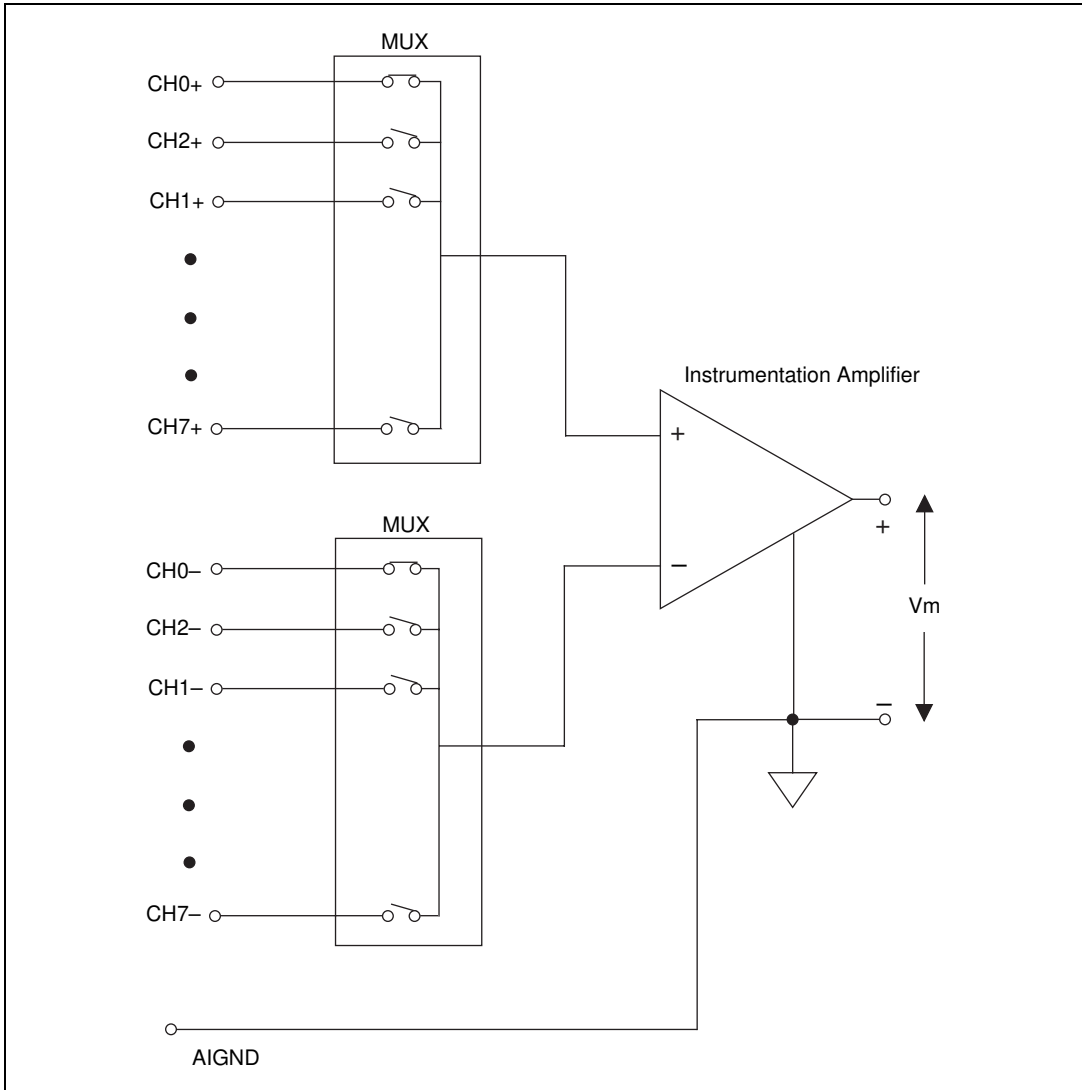 MUX
CH0+
CH2+
CH1+
CH7+
Instrumentation Amplifier
+
−
+
Vm
−
MUX
CH0–
CH2–
CH1–
CH7–
AIGND